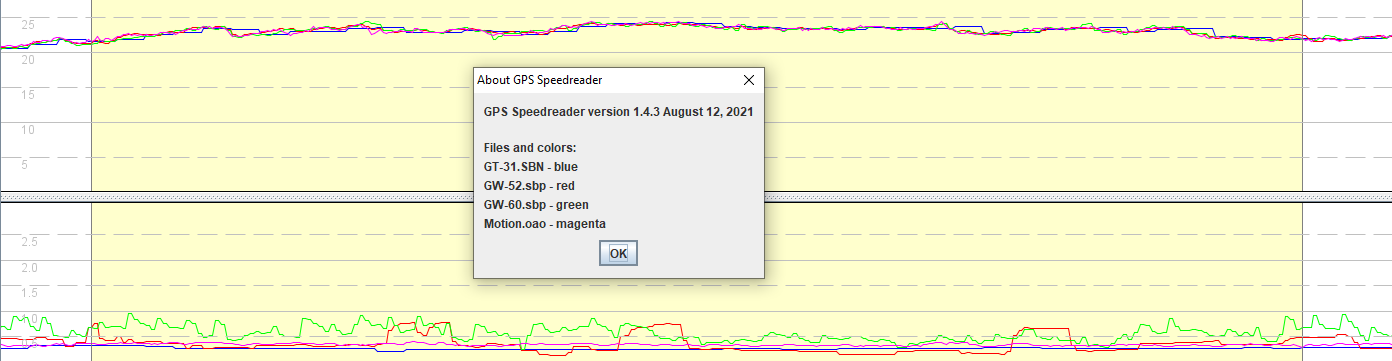 25
20
15
10
5
About GPS Speedreader
GPS Speedreader version 1.4.3 August 12, 2021
Files and colors:
GT-31.SBN - blue
GW-52.sbp - red
GW-60.sbp - green
Motion.oao - magenta
OK
2.5
2.0
1.5
1.0
0.5